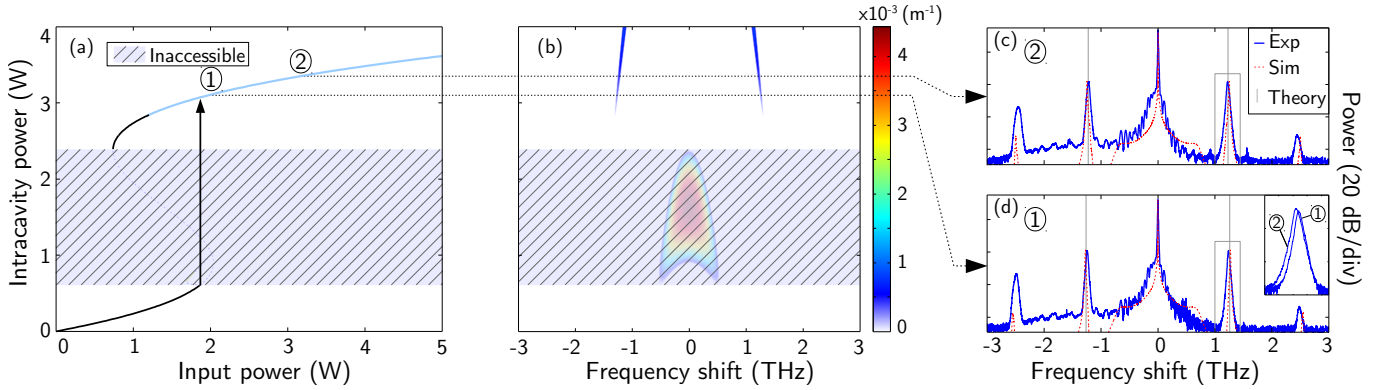 (a)
Inaccessible
①
②
4
3
2
1
0
Intracavity power (W)
0 1 2 3 4 5
Input power (W)
(b)
-3 -2 -1 0 1 2 3
Frequency shift (THz)
×10⁻³ (m⁻¹)
4
3
2
1
0
(c)
②
Exp
Sim
Theory
(d)
①
②
①
-3 -2 -1 0 1 2 3
Frequency shift (THz)
Power (20 dB/div)